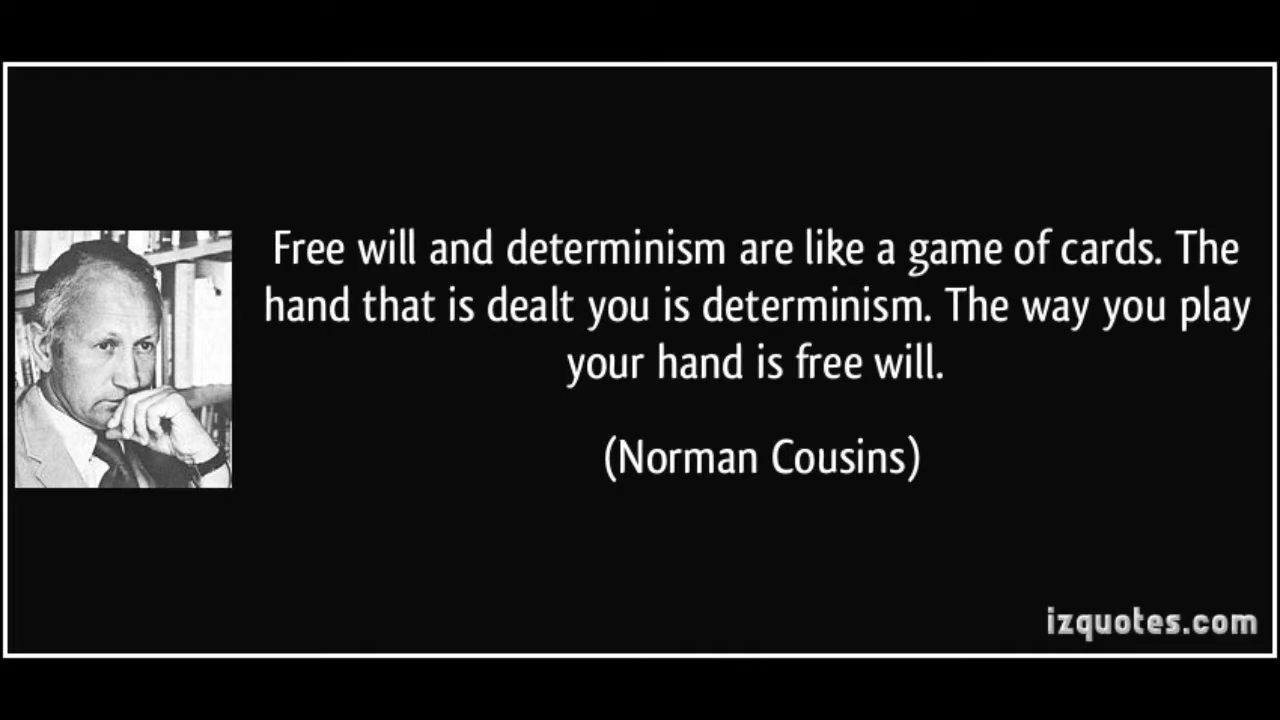 Free will and determinism are like a game of cards. The
hand that is dealt you is determinism. The way you play
your hand is free will.
(Norman Cousins)
izquotes.com